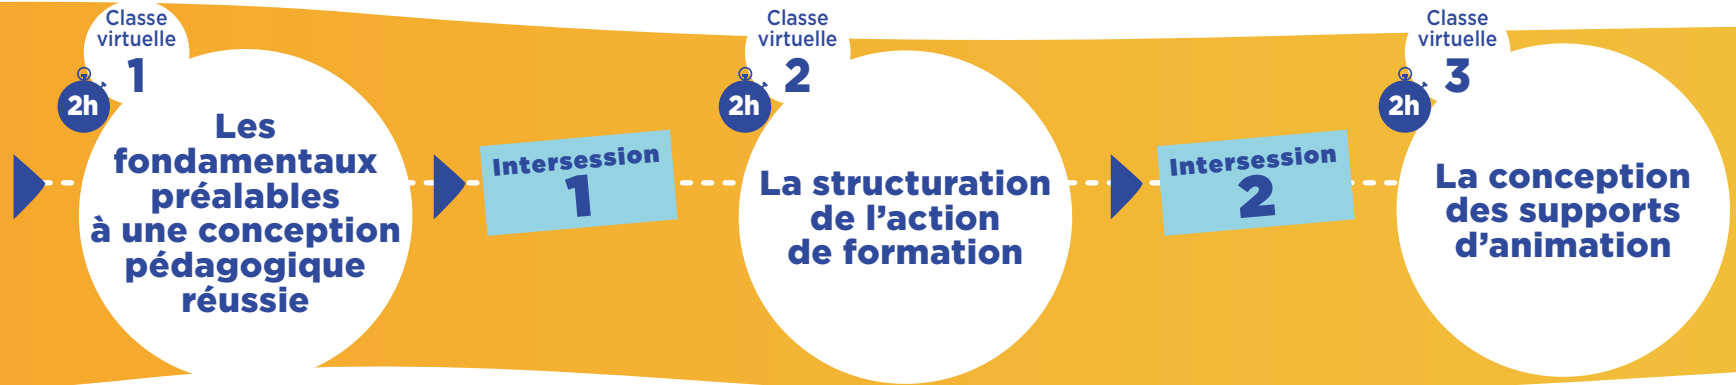 Classe
virtuelle
1
2h
Les
fondamentaux
préalables
à une conception
pédagogique
réussie
Intersession
1
Classe
virtuelle
2
2h
La structuration
de l’action
de formation
Intersession
2
Classe
virtuelle
3
2h
La conception
des supports
d’animation